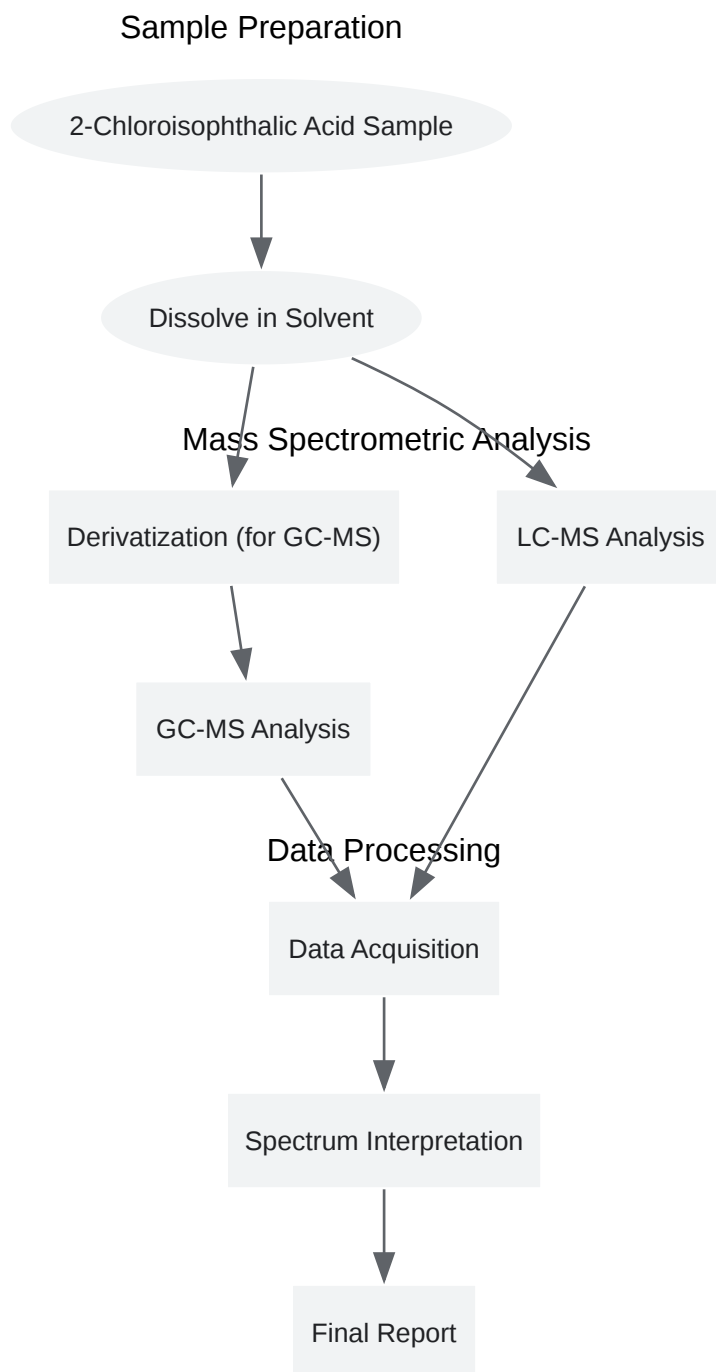 Sample Preparation
2-Chloroisophthalic Acid Sample
Dissolve in Solvent
Mass Spectrometric Analysis
Derivatization (for GC-MS)
LC-MS Analysis
GC-MS Analysis
Data Processing
Data Acquisition
Spectrum Interpretation
Final Report